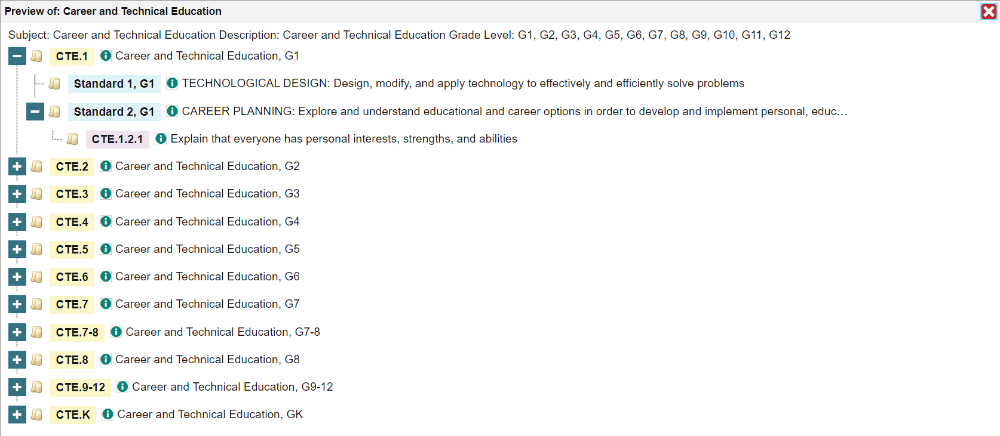 Preview of: Career and Technical Education
Subject: Career and Technical Education Description: Career and Technical Education Grade Level: G1, G2, G3, G4, G5, G6, G7, G8, G9, G10, G11, G12
CTE.1 Career and Technical Education, G1
Standard 1, G1 TECHNOLOGICAL DESIGN: Design, modify, and apply technology to effectively and efficiently solve problems
Standard 2, G1 CAREER PLANNING: Explore and understand educational and career options in order to develop and implement personal, educ…
CTE.1.2.1 Explain that everyone has personal interests, strengths, and abilities
CTE.2 Career and Technical Education, G2
CTE.3 Career and Technical Education, G3
CTE.4 Career and Technical Education, G4
CTE.5 Career and Technical Education, G5
CTE.6 Career and Technical Education, G6
CTE.7 Career and Technical Education, G7
CTE.7-8 Career and Technical Education, G7-8
CTE.8 Career and Technical Education, G8
CTE.9-12 Career and Technical Education, G9-12
CTE.K Career and Technical Education, GK